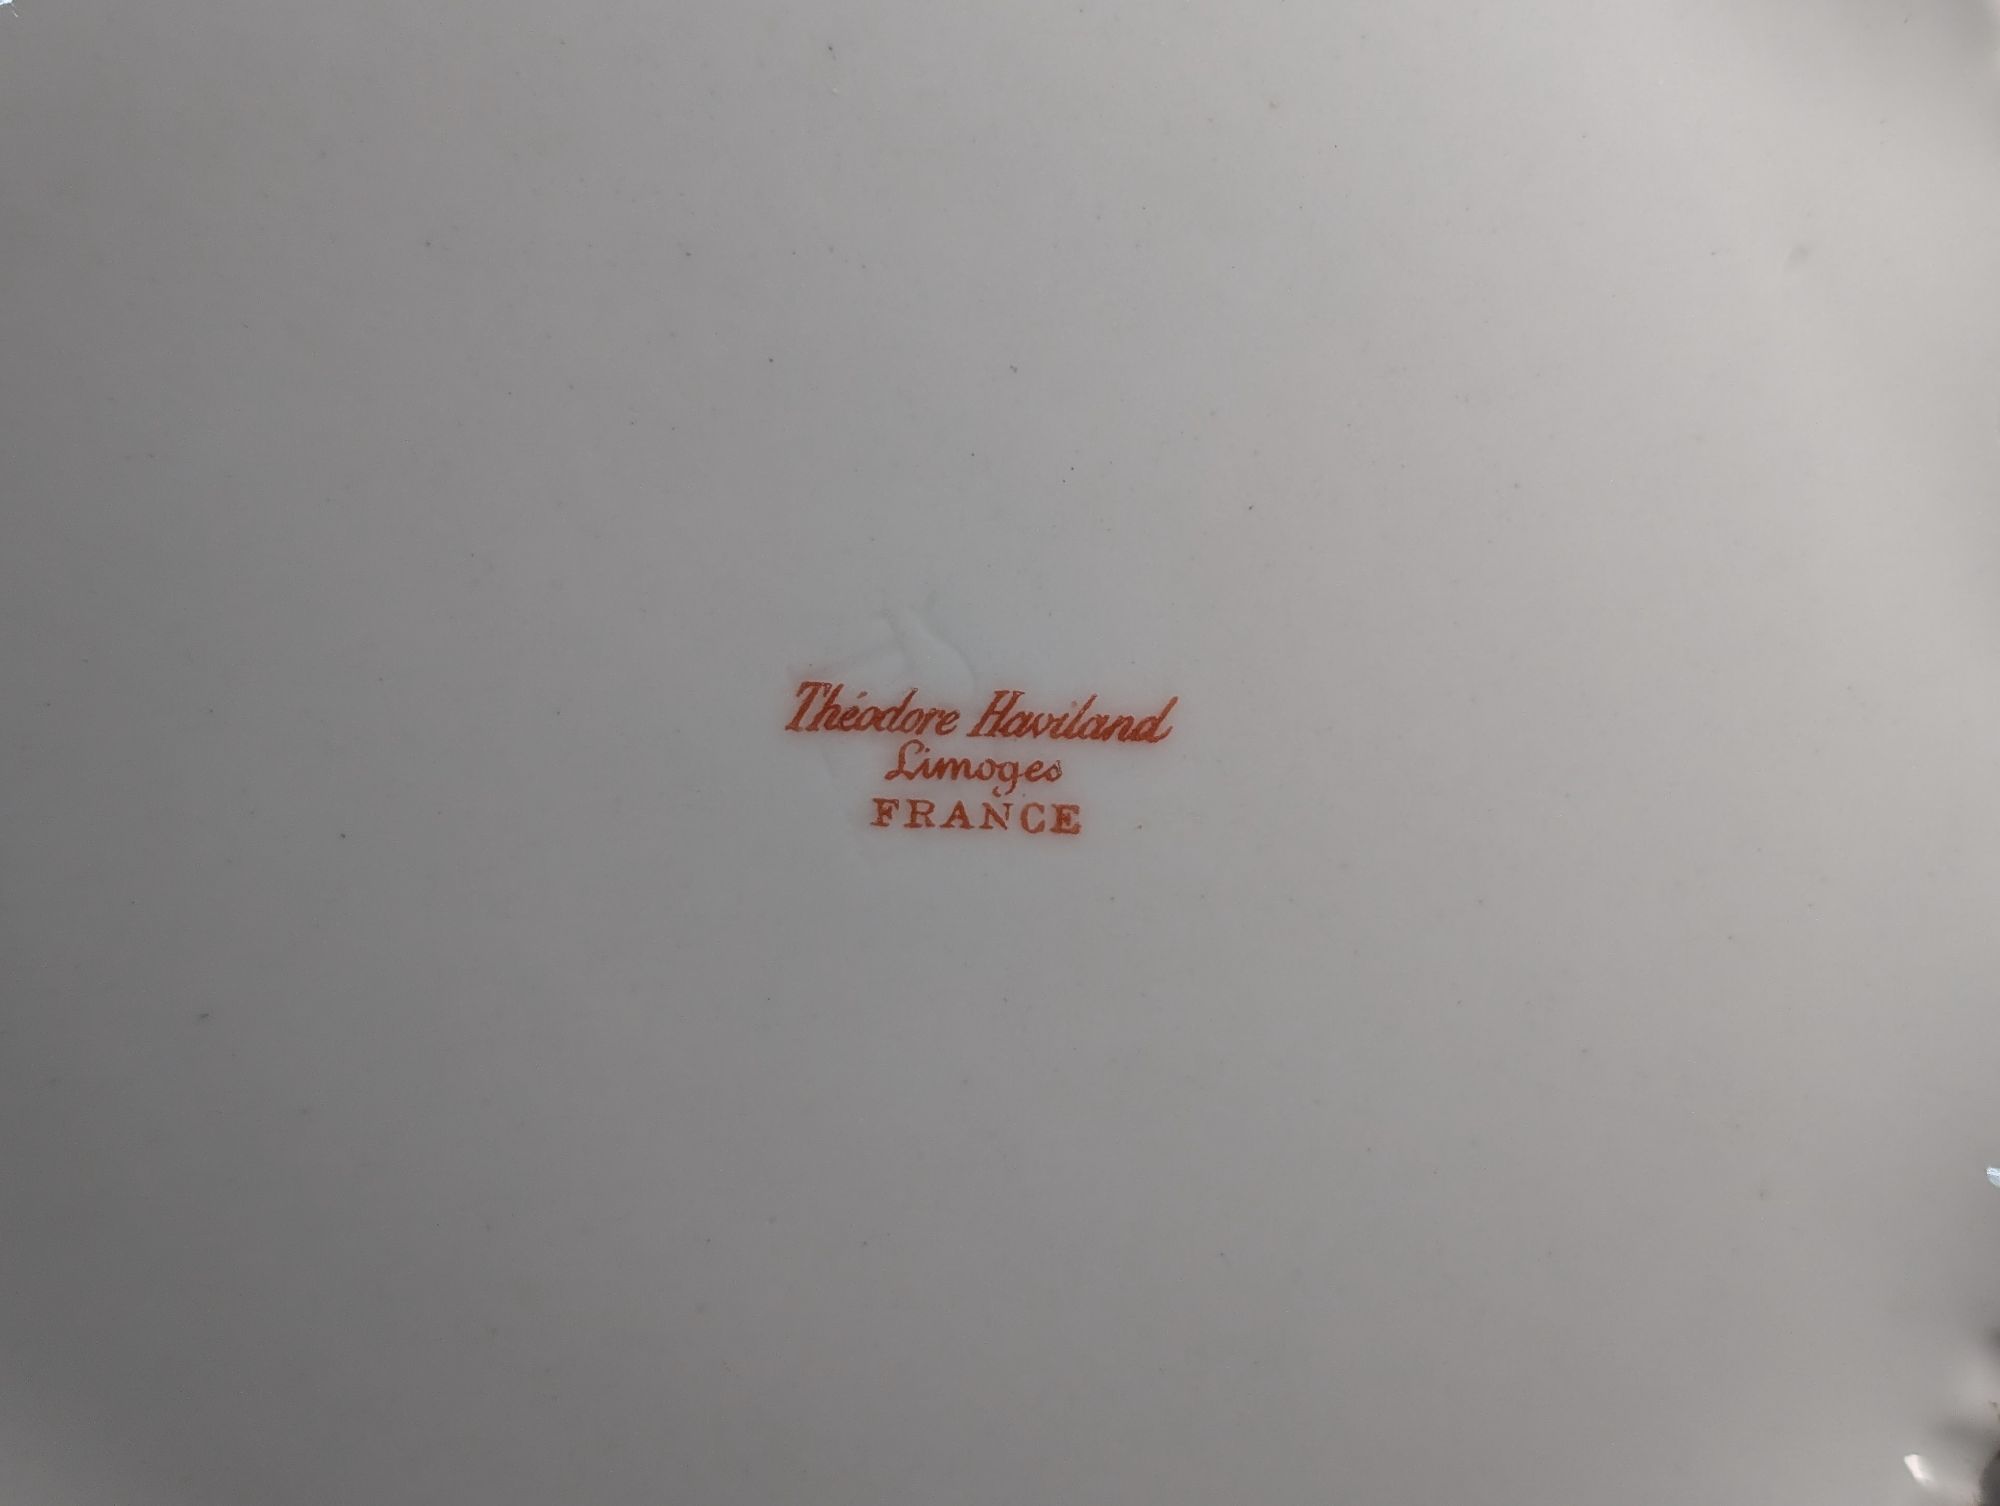 Théodore Haviland
Limoges
FRANCE